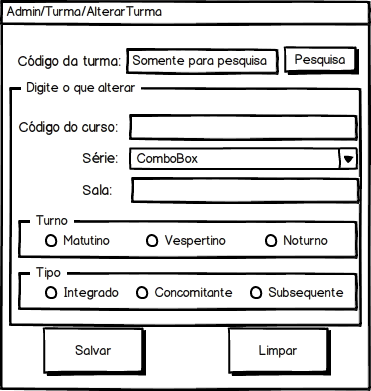 Admin/Turma/AlterarTurma
Código da turma: Somente para pesquisa Pesquisa
Digite o que alterar
Código do curso:
Série: ComboBox
Sala:
Turno
Matutino Vespertino Noturno
Tipo
Integrado Concomitante Subsequente
Salvar Limpar